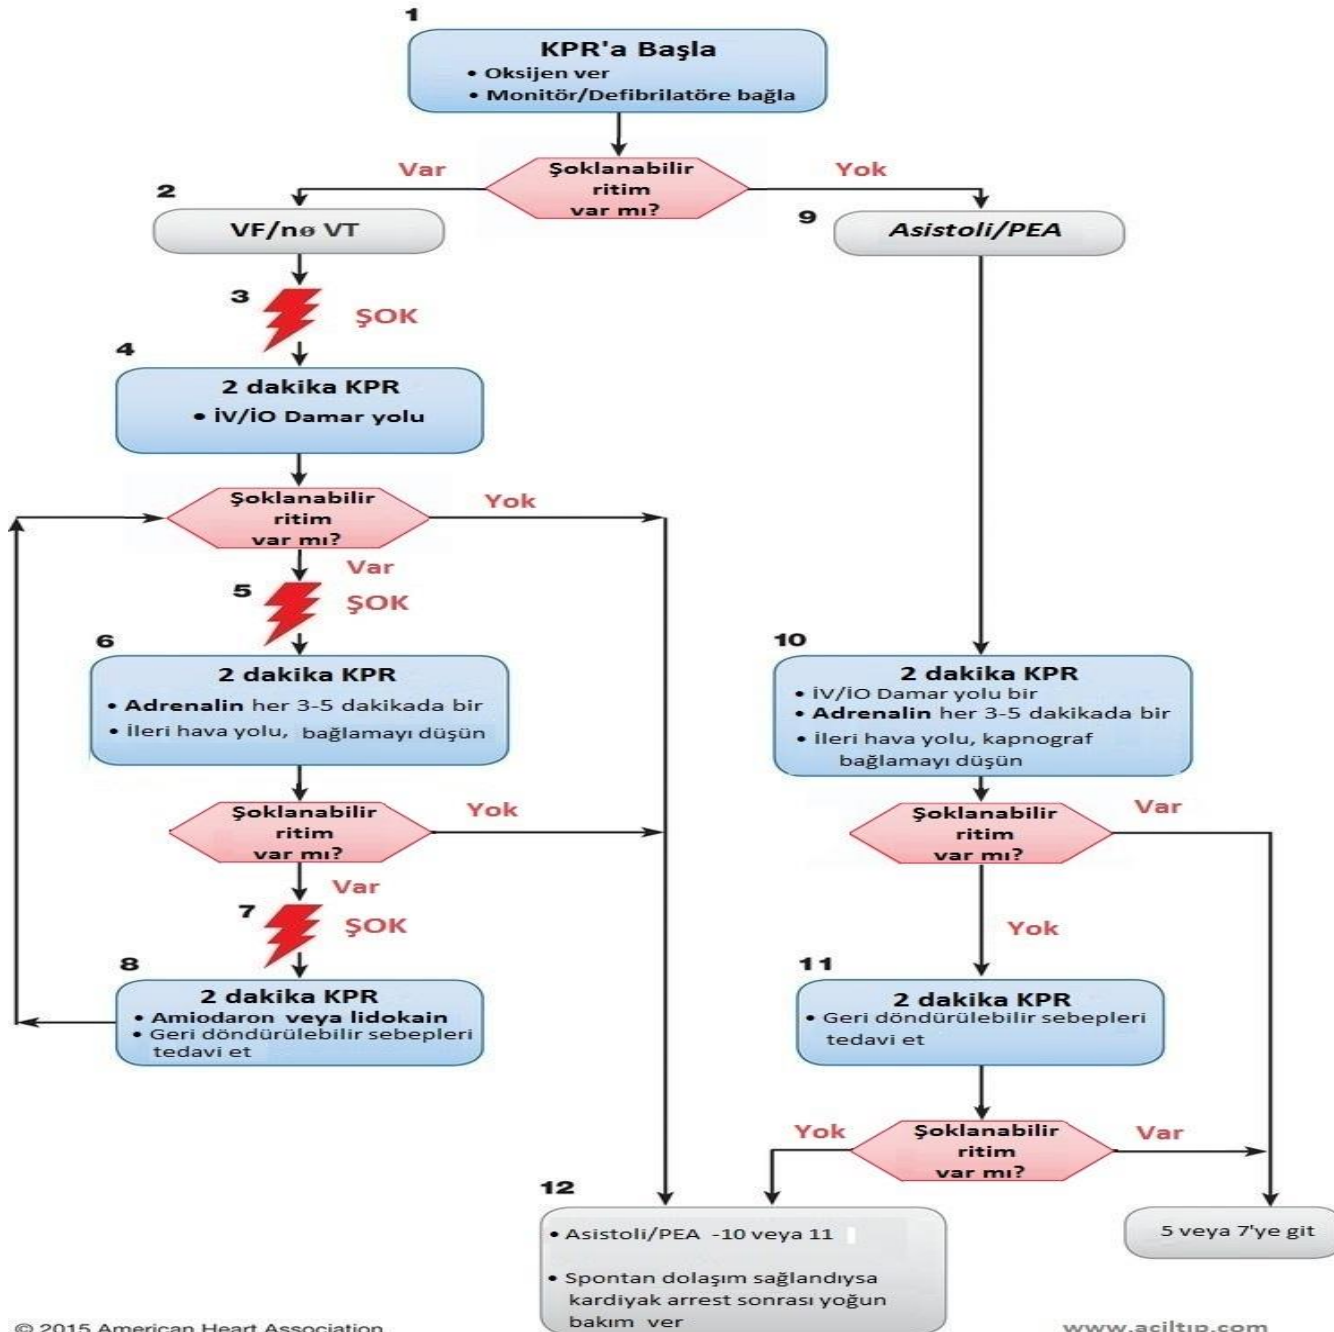 1
KPR'a Başla
• Oksijen ver
• Monitör/Defibrilatöre bağla
Şoklanabilir
ritim
var mı?
Var
Yok
2
VF/nø VT
9
Asistoli/PEA
3
ŞOK
4
2 dakika KPR
• İV/İO Damar yolu
Şoklanabilir
ritim
var mı?
Yok
Var
5
ŞOK
6
2 dakika KPR
• Adrenalin her 3-5 dakikada bir
• İleri hava yolu, bağlamayı düşün
10
2 dakika KPR
• İV/İO Damar yolu bir
• Adrenalin her 3-5 dakikada bir
• İleri hava yolu, kapnograf
bağlamayı düşün
Şoklanabilir
ritim
var mı?
Yok
Var
7
ŞOK
Şoklanabilir
ritim
var mı?
Var
Yok
8
2 dakika KPR
• Amiodaron veya lidokain
• Geri döndürülebilir sebepleri
tedavi et
11
2 dakika KPR
• Geri döndürülebilir sebepleri
tedavi et
Şoklanabilir
ritim
var mı?
Yok
Var
12
• Asistoli/PEA -10 veya 11
• Spontan dolaşım sağlandıysa
kardiyak arrest sonrası yoğun
bakım ver
5 veya 7'ye git
© 2015 American Heart Association
www.aciltıp.com